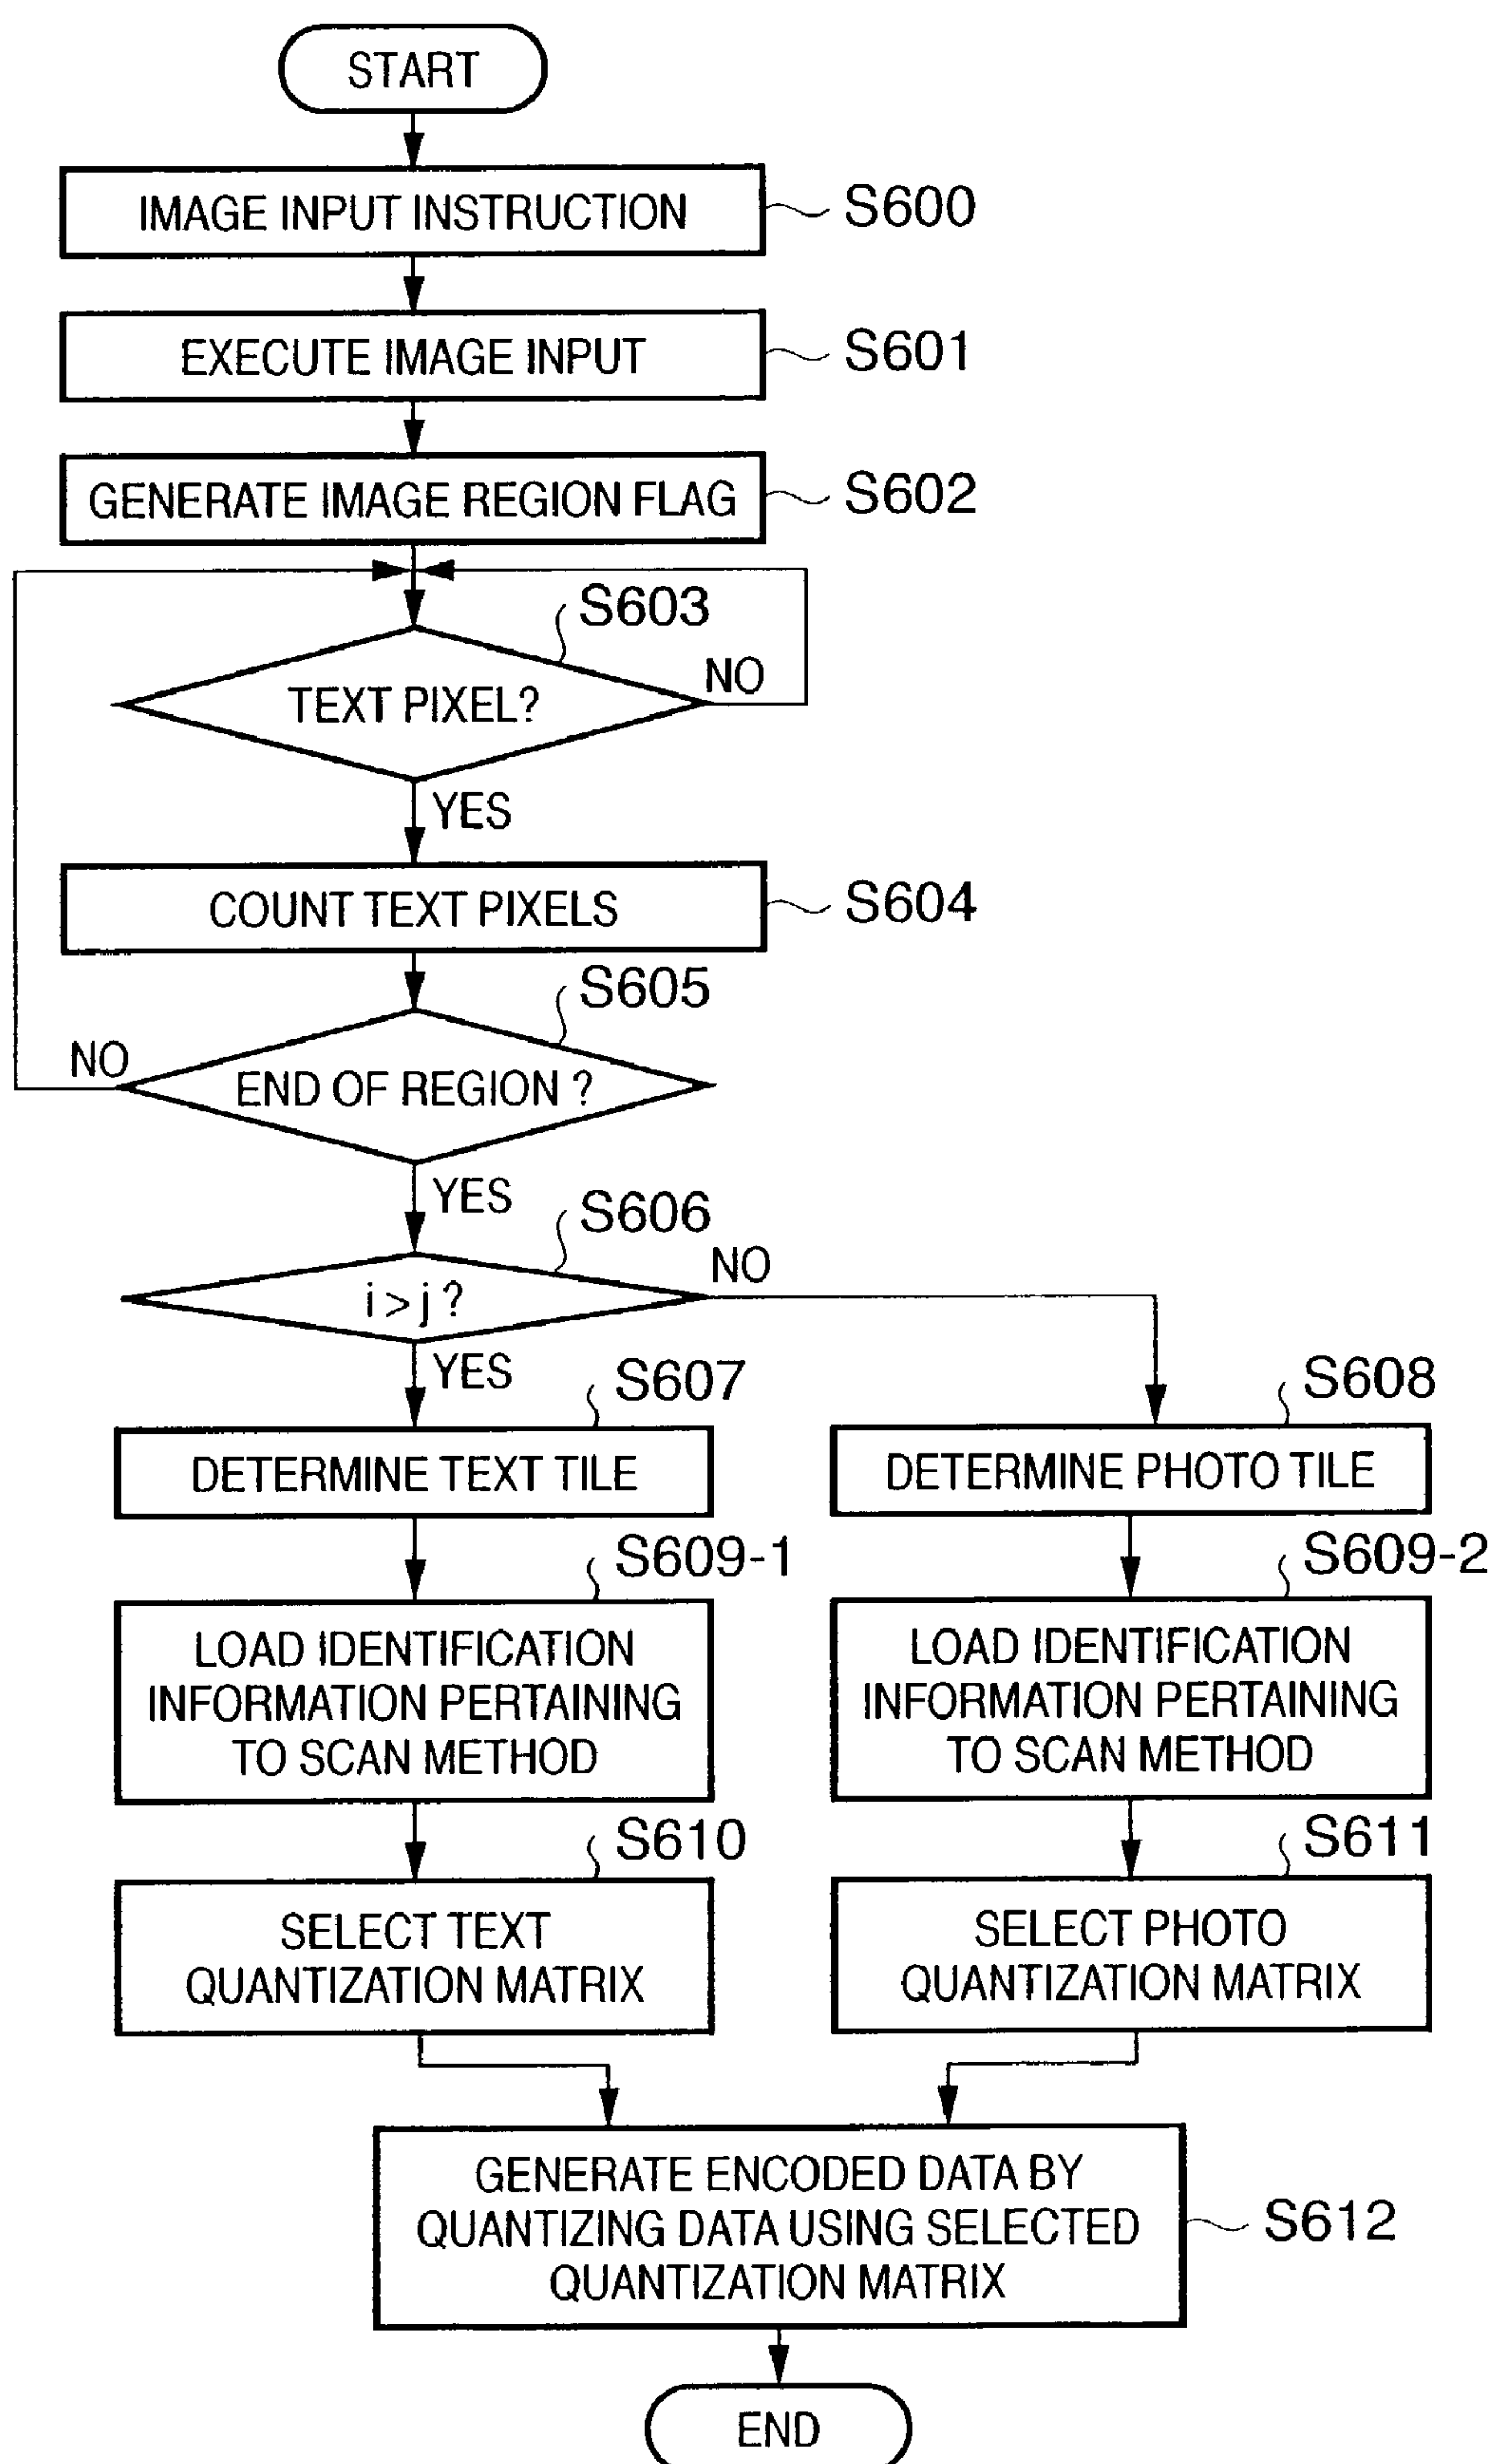 START
IMAGE INPUT INSTRUCTION
S600
EXECUTE IMAGE INPUT
S601
GENERATE IMAGE REGION FLAG
S602
S603
TEXT PIXEL?
NO
YES
COUNT TEXT PIXELS
S604
S605
NO
END OF REGION ?
YES
S606
i > j ?
NO
YES
S607
DETERMINE TEXT TILE
S608
DETERMINE PHOTO TILE
S609-1
LOAD IDENTIFICATION
INFORMATION PERTAINING
TO SCAN METHOD
S609-2
LOAD IDENTIFICATION
INFORMATION PERTAINING
TO SCAN METHOD
S610
SELECT TEXT
QUANTIZATION MATRIX
S611
SELECT PHOTO
QUANTIZATION MATRIX
GENERATE ENCODED DATA BY
QUANTIZING DATA USING SELECTED
QUANTIZATION MATRIX
S612
END